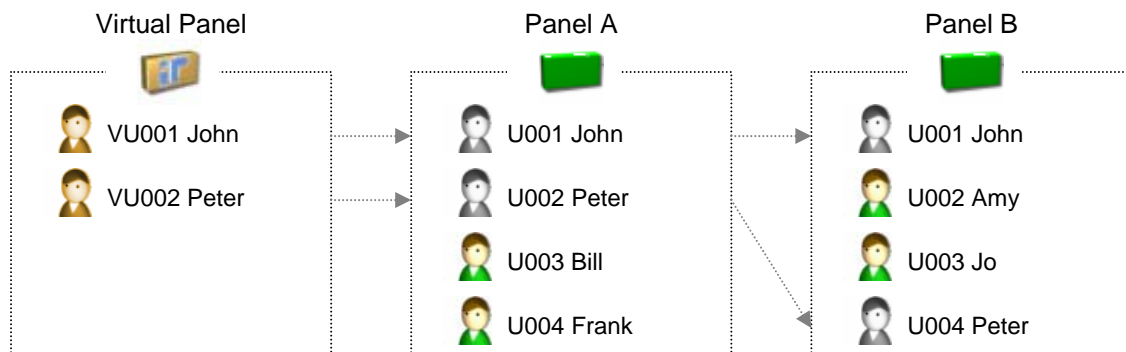 Virtual Panel
VU001 John
VU002 Peter
Panel A
U001 John
U002 Peter
U003 Bill
U004 Frank
Panel B
U001 John
U002 Amy
U003 Jo
U004 Peter